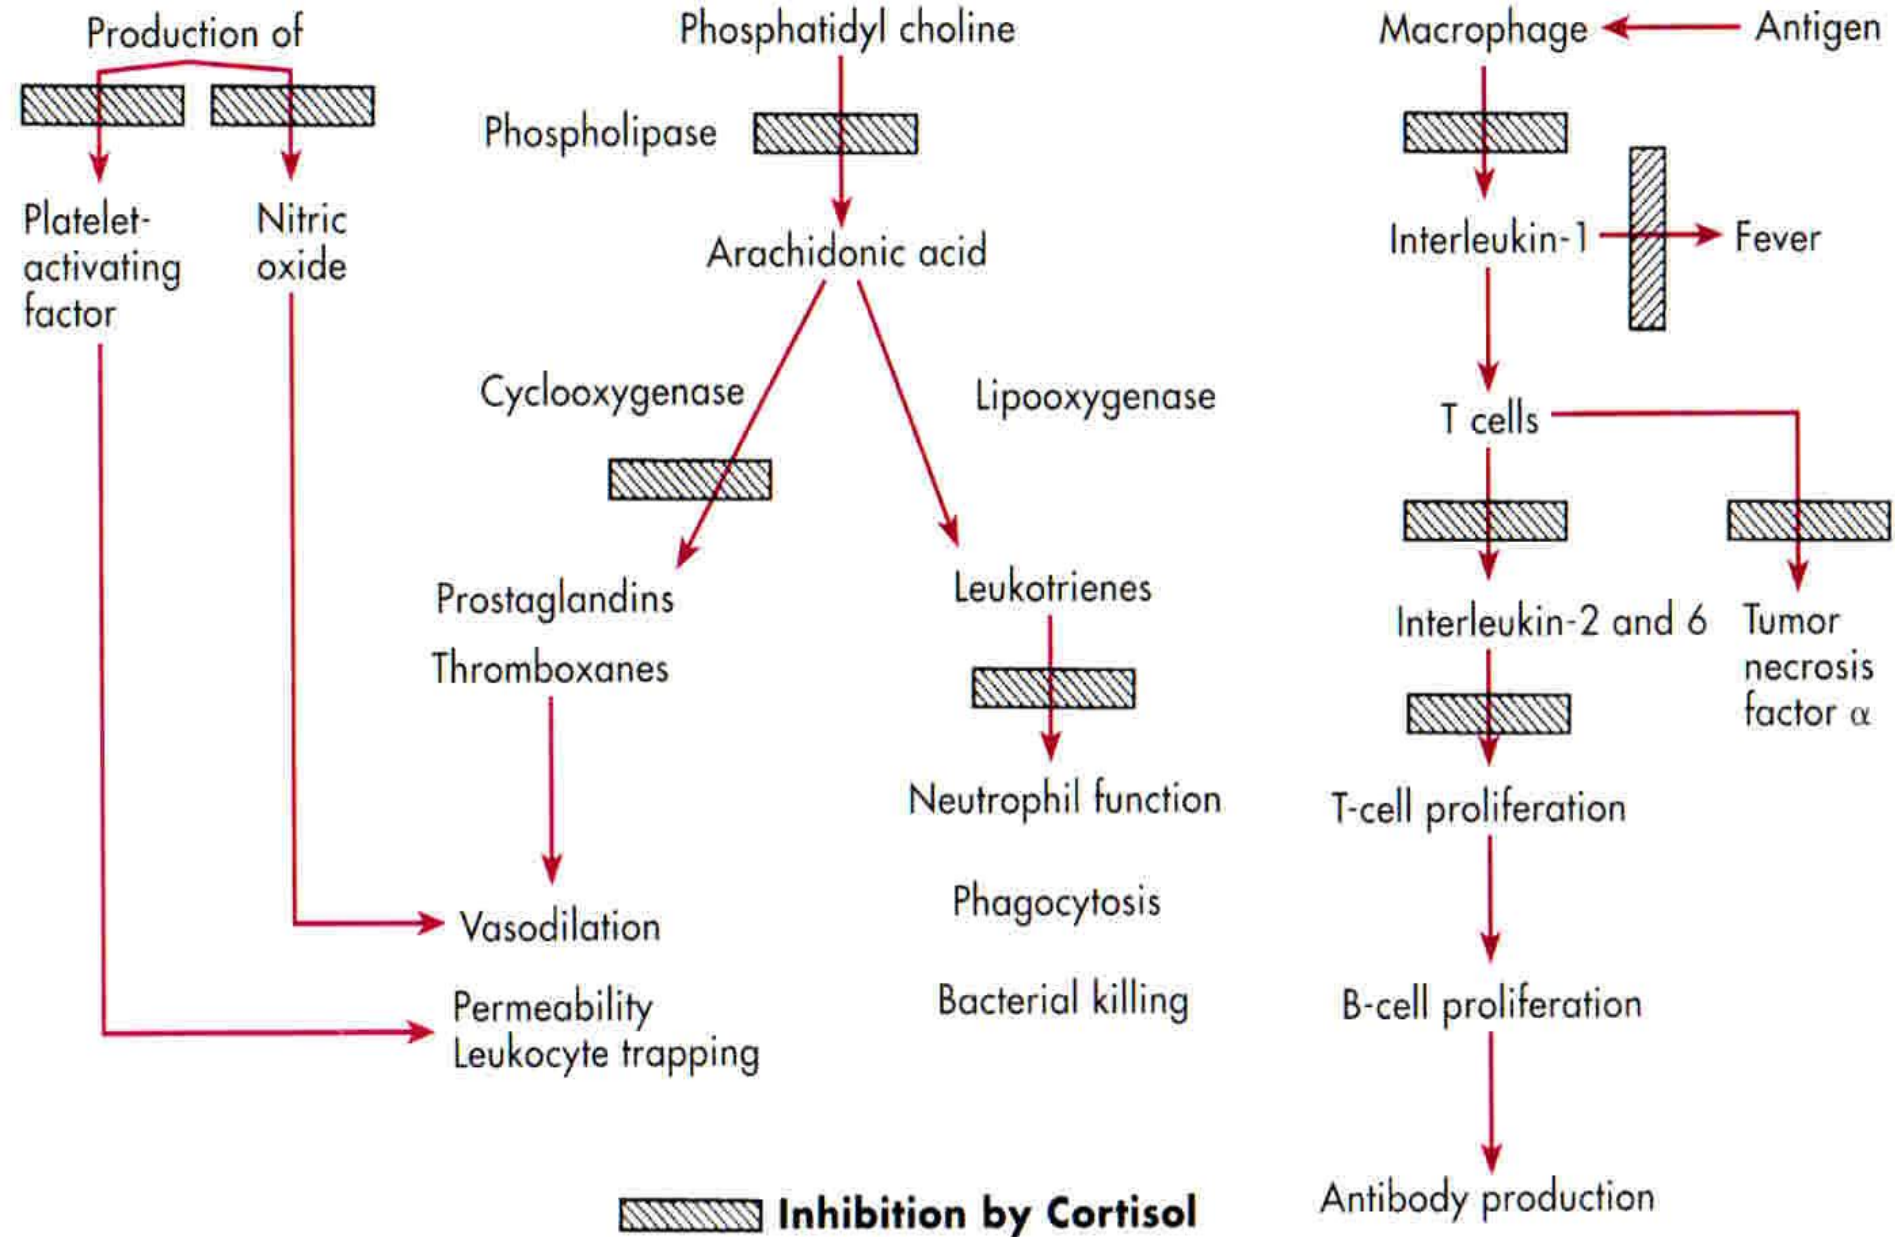 Production of
Platelet-
activating
factor
Nitric
oxide
Phosphatidyl choline
Phospholipase
Arachidonic acid
Cyclooxygenase
Lipooxygenase
Prostaglandins
Thromboxanes
Leukotrienes
Vasodilation
Permeability
Leukocyte trapping
Neutrophil function
Phagocytosis
Bacterial killing
Macrophage
Antigen
Interleukin-1
Fever
T cells
Interleukin-2 and 6
Tumor
necrosis
factor α
T-cell proliferation
B-cell proliferation
Antibody production
Inhibition by Cortisol